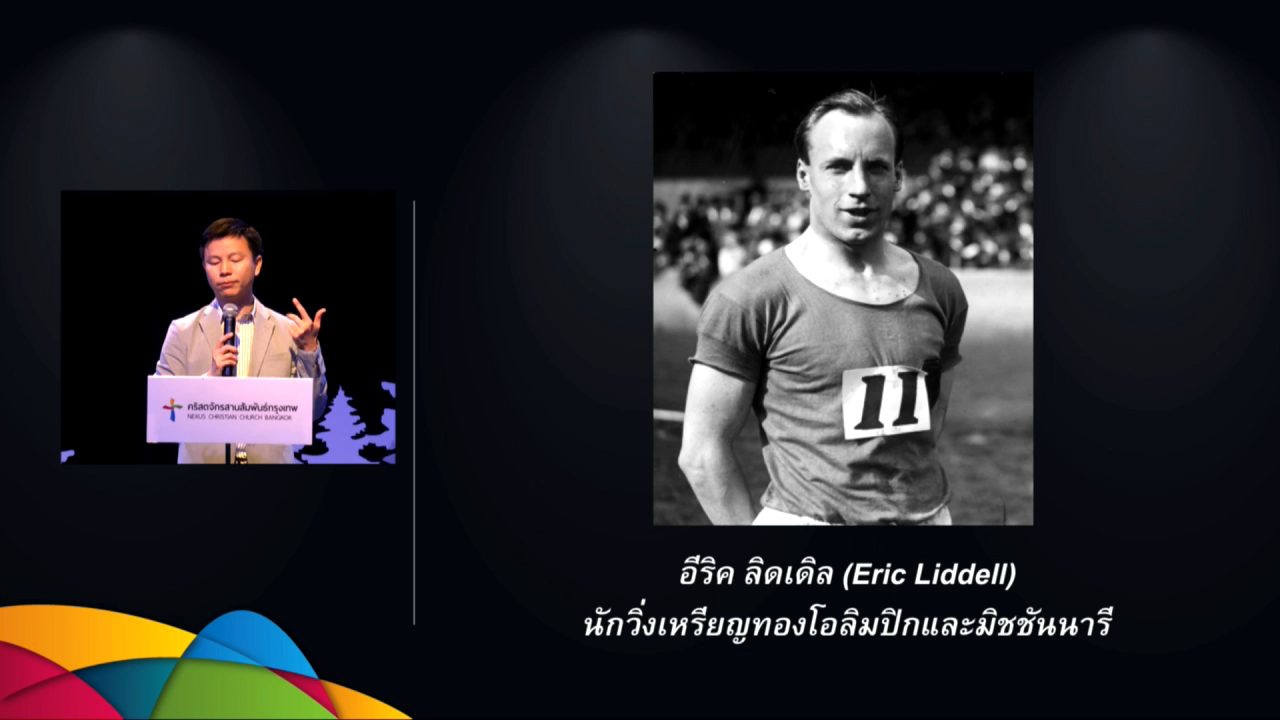 คริสตจักรสานสัมพันธ์กรุงเทพ
NEXUS CHRISTIAN CHURCH BANGKOK
11
อีริค ลิดเดิล (Eric Liddell)
นักวิ่งเหรียญทองโอลิมปิกและมิชชันนารี